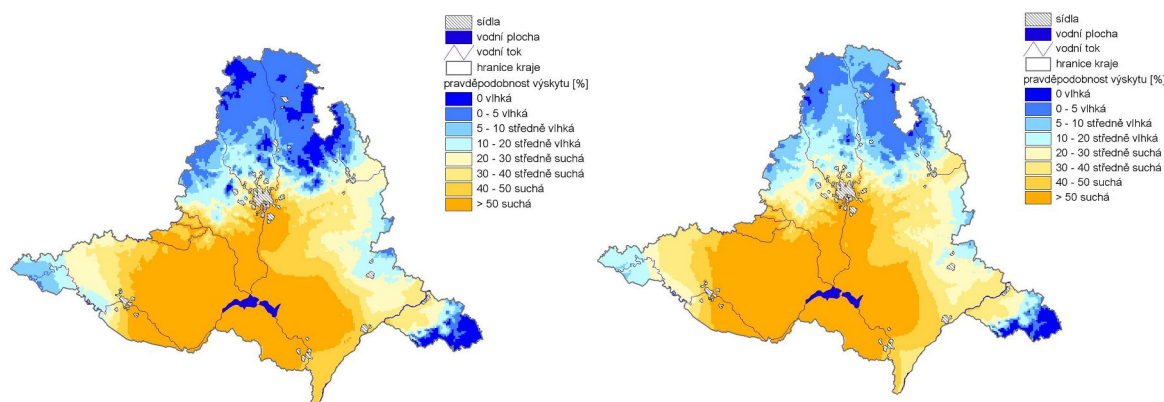 sídla
vodní plocha
vodní tok
hranice kraje
pravděpodobnost výskytu [%]
0 vlhká
0 - 5 vlhká
5 - 10 středně vlhká
10 - 20 středně vlhká
20 - 30 středně suchá
30 - 40 středně suchá
40 - 50 suchá
> 50 suchá
sídla
vodní plocha
vodní tok
hranice kraje
pravděpodobnost výskytu [%]
0 vlhká
0 - 5 vlhká
5 - 10 středně vlhká
10 - 20 středně vlhká
20 - 30 středně suchá
30 - 40 středně suchá
40 - 50 suchá
> 50 suchá